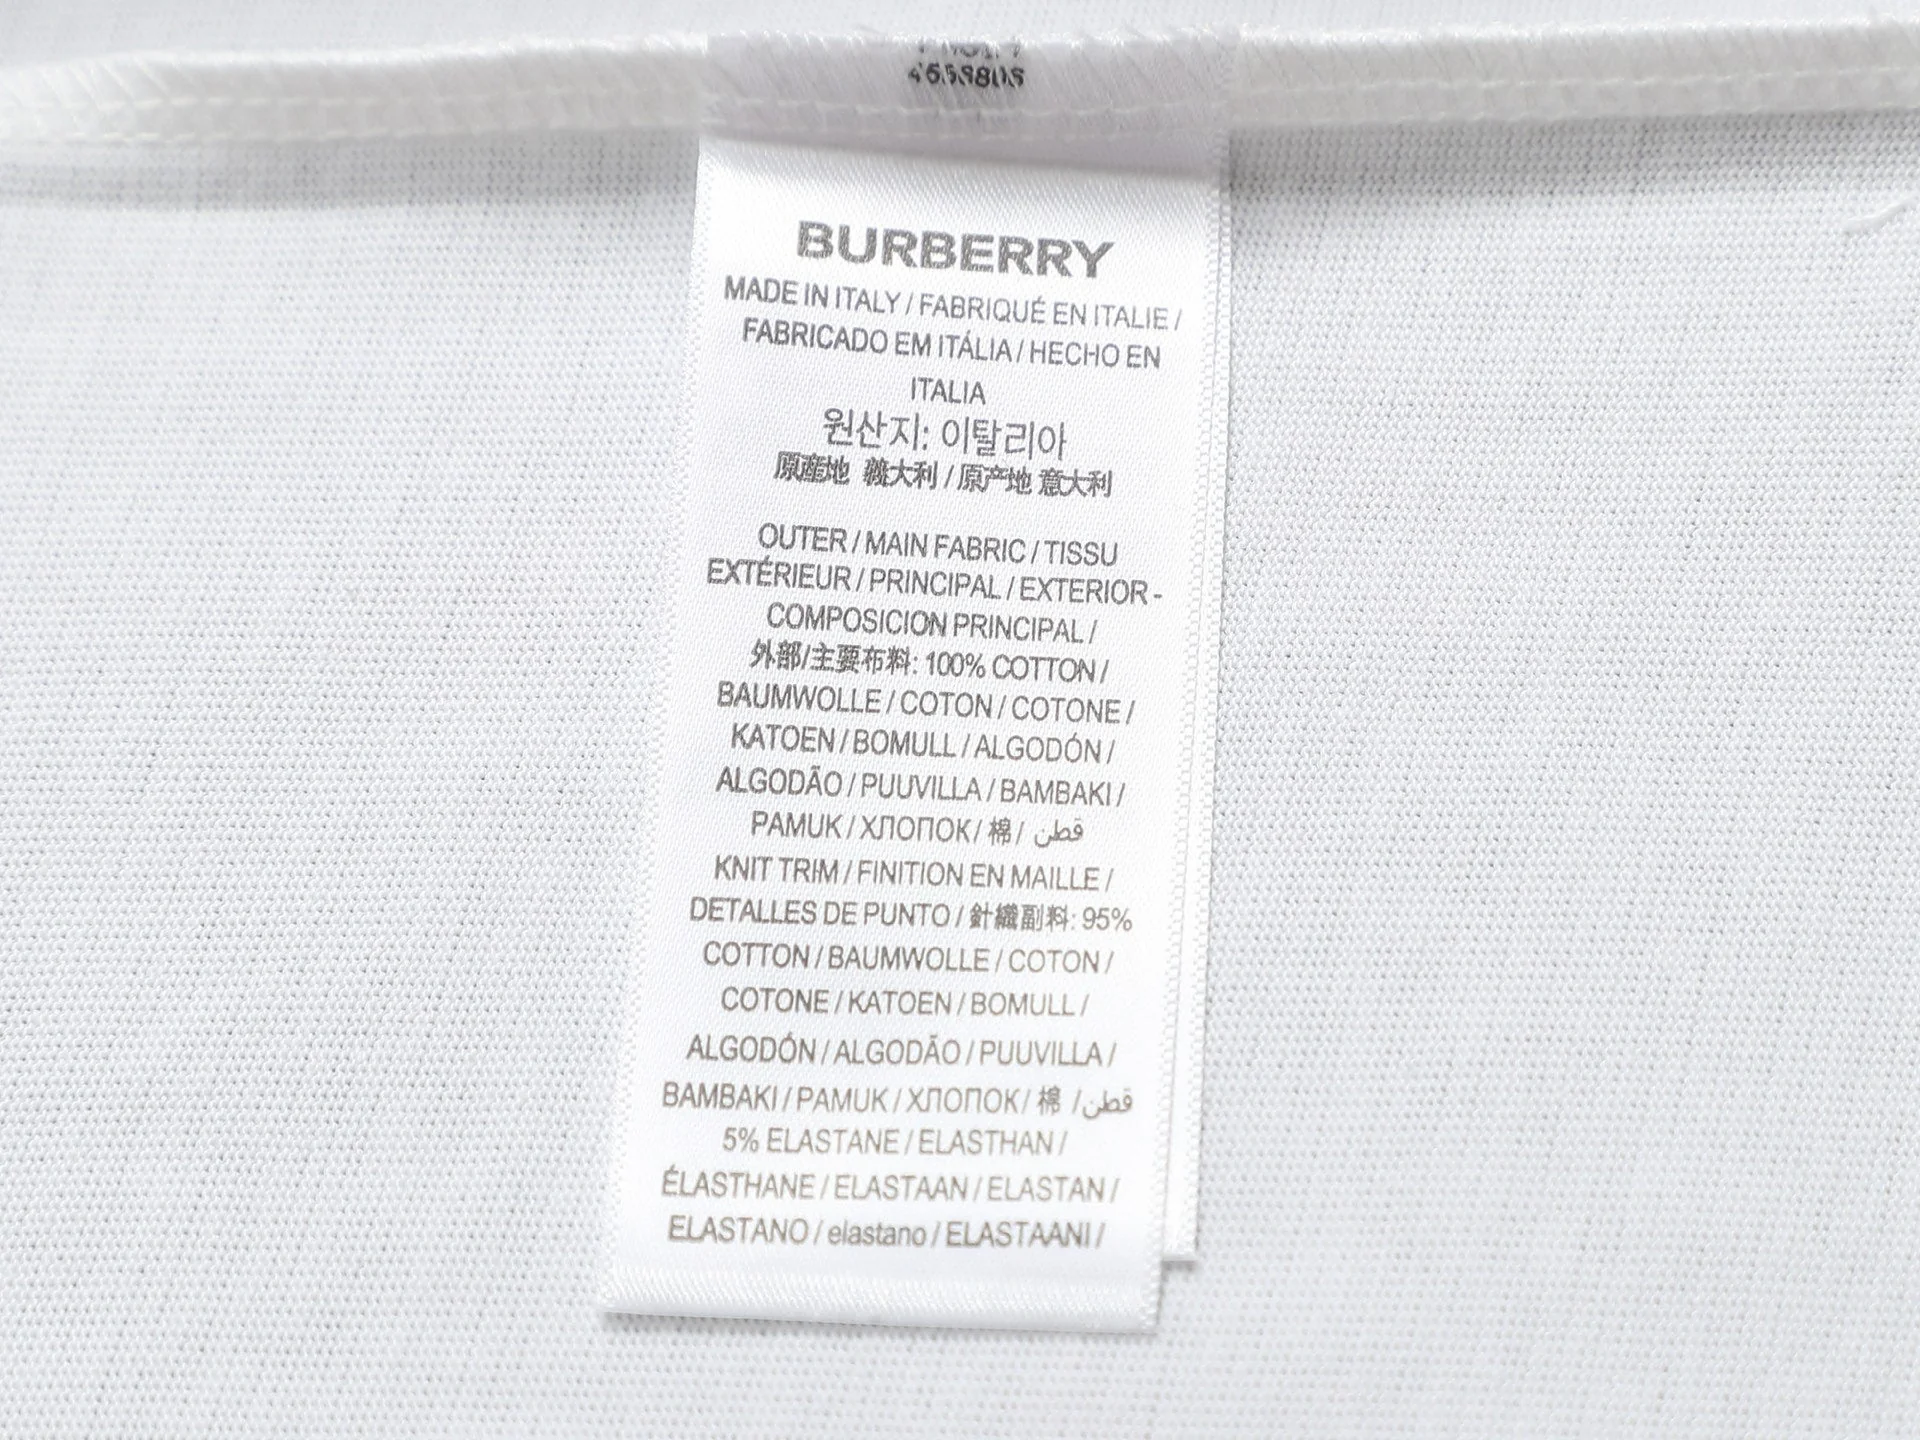 BURBERRY
MADE IN ITALY / FABRIQUÉ EN ITALIE /
FABRICADO EM ITÁLIA / HECHO EN
ITALIA
원산지: 이탈리아
原產地 義大利 / 原产地 意大利
OUTER / MAIN FABRIC / TISSU
EXTÉRIEUR / PRINCIPAL / EXTERIOR -
COMPOSICION PRINCIPAL /
外部/主要布料: 100% COTTON /
BAUMWOLLE / COTON / COTONE /
KATOEN / BOMULL / ALGODÓN /
ALGODÃO / PUUVILLA / BAMBAKI /
PAMUK / ХЛОПОК / 棉 / قطن
KNIT TRIM / FINITION EN MAILLE /
DETALLES DE PUNTO / 針織副料: 95%
COTTON / BAUMWOLLE / COTON /
COTONE / KATOEN / BOMULL /
ALGODÓN / ALGODÃO / PUUVILLA /
BAMBAKI / PAMUK / ХЛОПОК / 棉 / قطن
5% ELASTANE / ELASTHAN /
ÉLASTHANE / ELASTAAN / ELASTAN /
ELASTANO / elastano / ELASTAANI /